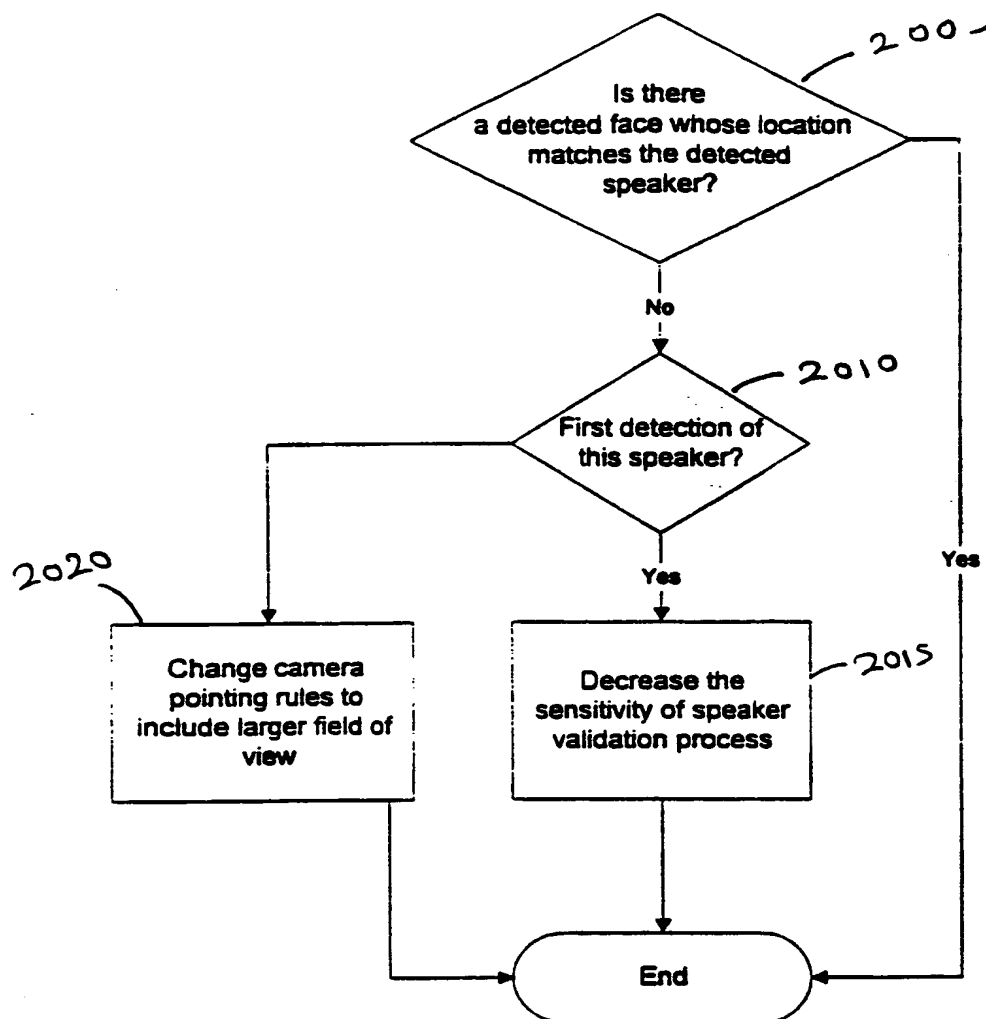 200
Is there
a detected face whose location
matches the detected
speaker?
No
2010
First detection of
this speaker?
2020
Yes
Yes
Change camera
pointing rules to
include larger field of
view
2015
Decrease the
sensitivity of speaker
validation process
End